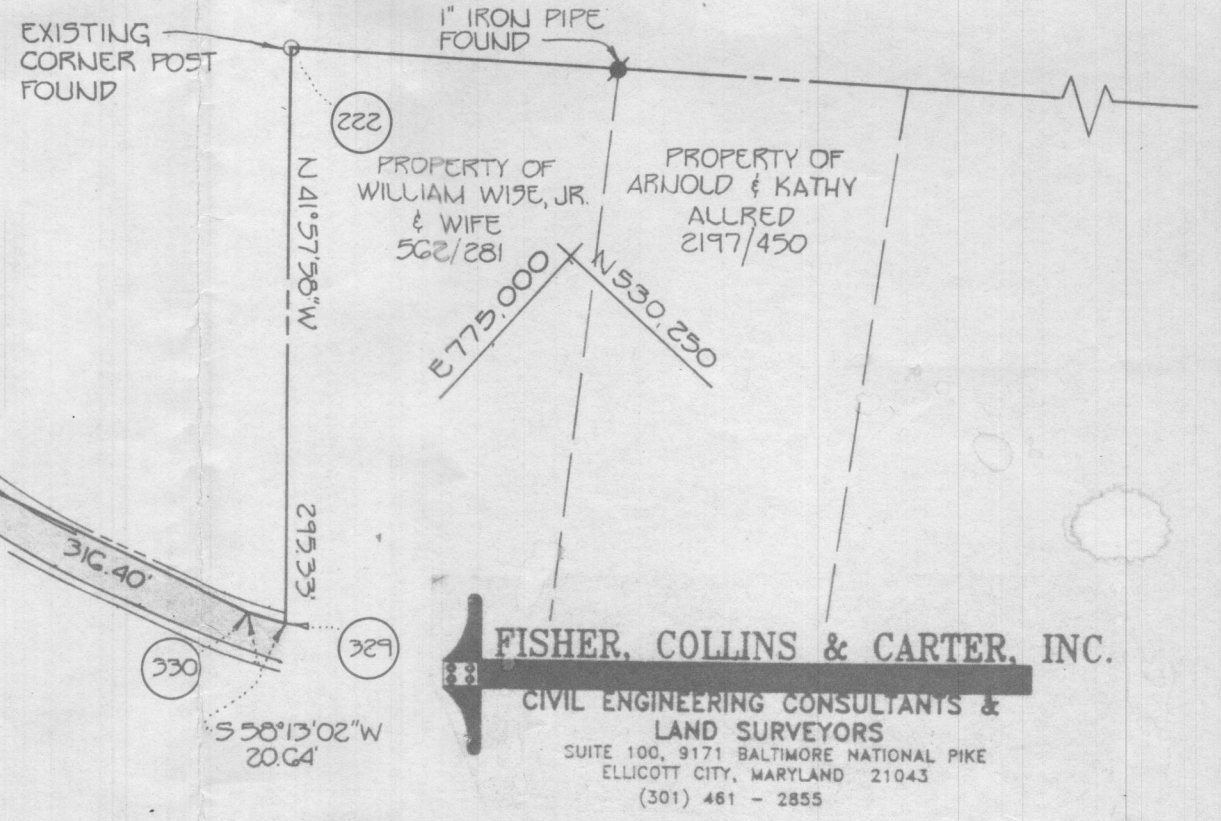 EXISTING
CORNER POST
FOUND
1" IRON PIPE
FOUND
222
N 41°57'58"W
295.33'
PROPERTY OF
WILLIAM WISE, JR.
& WIFE
562/281
PROPERTY OF
ARNOLD & KATHY
ALLRED
2197/450
E 775,000
N 530,250
316.40'
330
329
S 58°13'02"W
20.64'
FISHER, COLLINS & CARTER, INC.
CIVIL ENGINEERING CONSULTANTS &
LAND SURVEYORS
SUITE 100, 9171 BALTIMORE NATIONAL PIKE
ELLICOTT CITY, MARYLAND 21043
(301) 461 - 2855